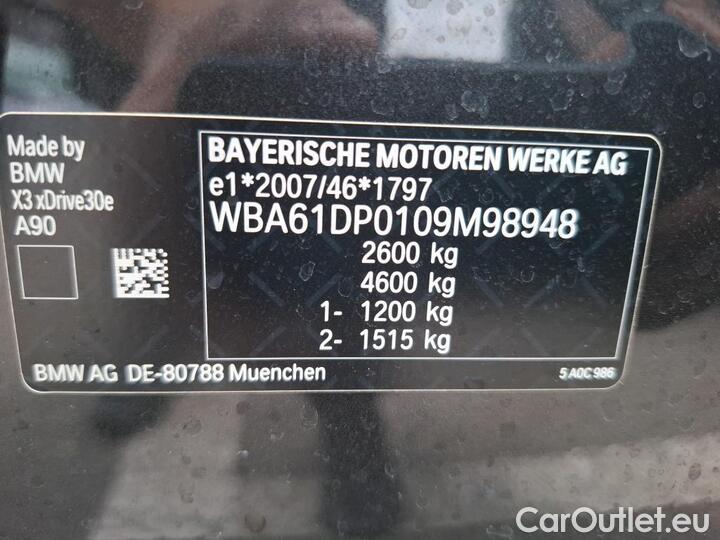 Made by
BMW
X3 xDrive30e
A90
BAYERISCHE MOTOREN WERKE AG
e1*2007/46*1797
WBA61DP0109M98948
2600 kg
4600 kg
1- 1200 kg
2- 1515 kg
BMW AG DE-80788 Muenchen
5 A0C 986
CarOutlet.eu